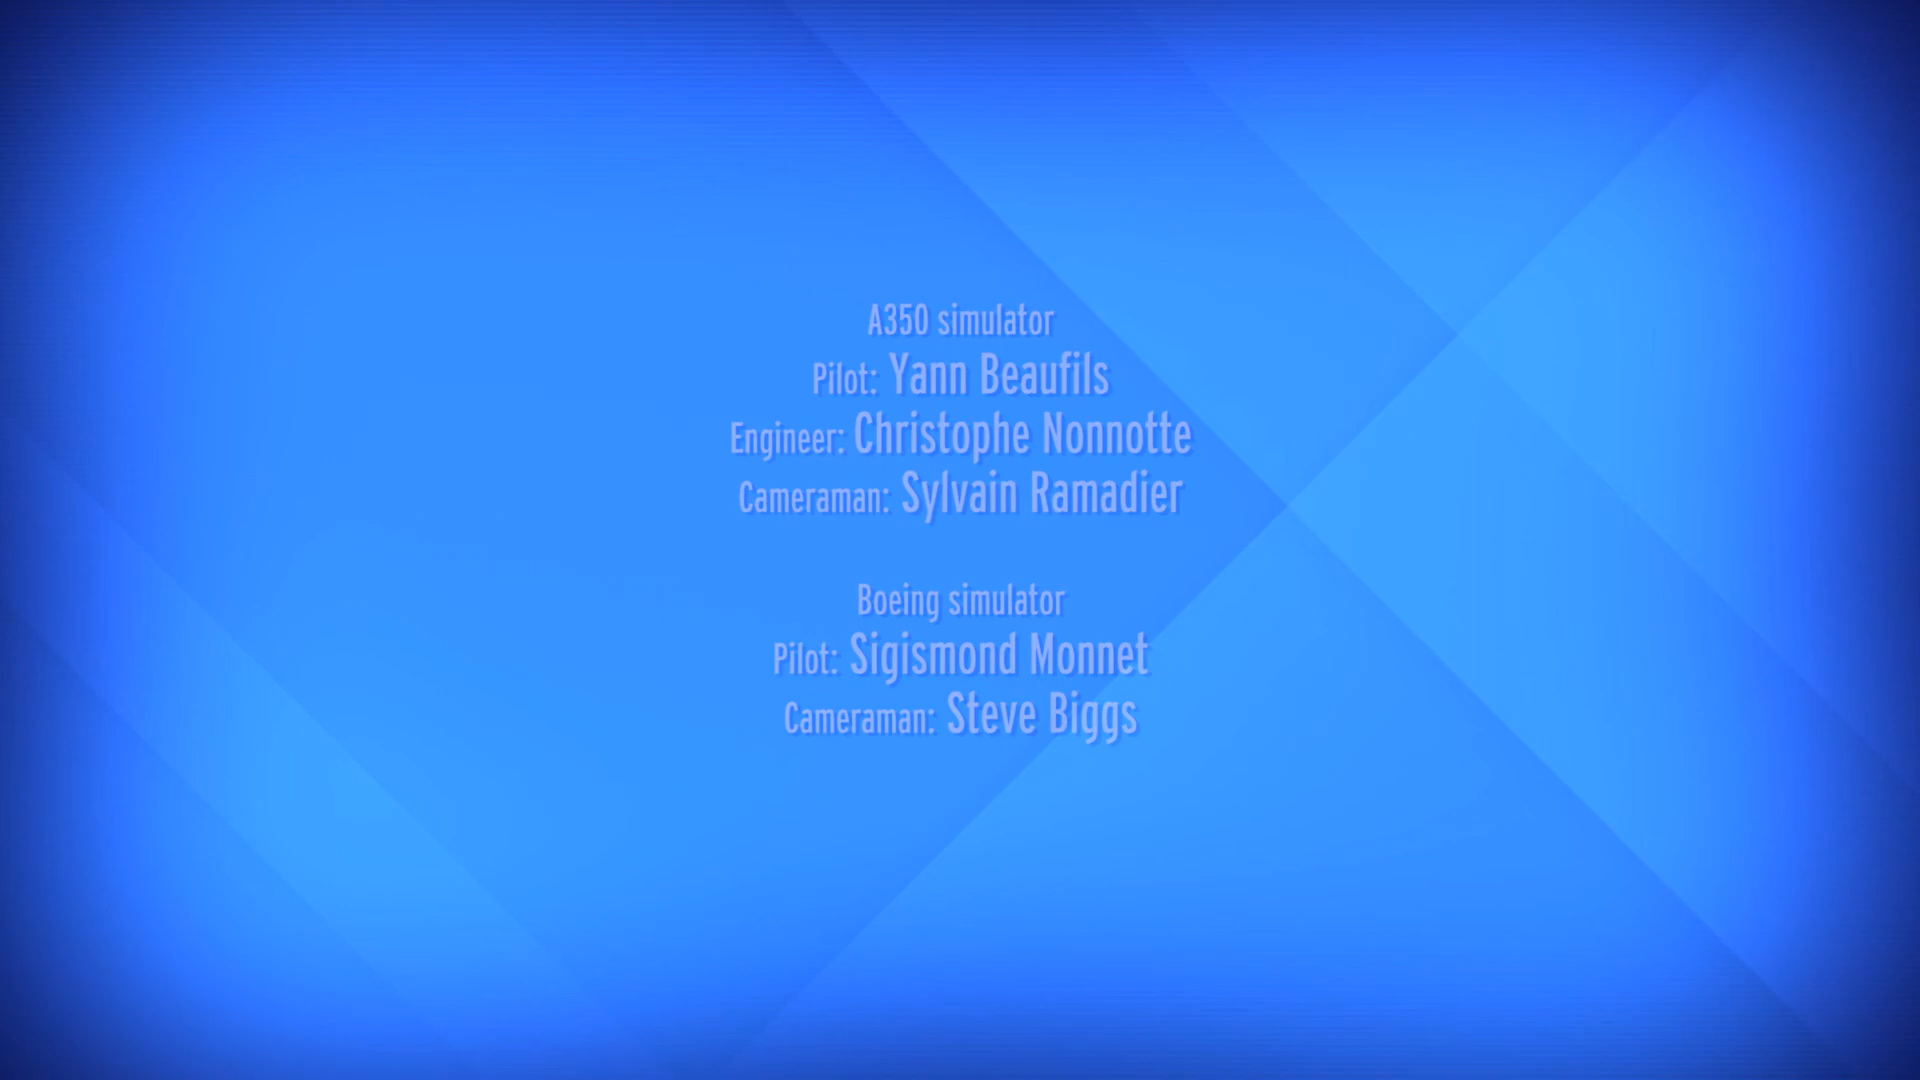 A350 simulator
Pilot: Yann Beaufils
Engineer: Christophe Nonnotte
Cameraman: Sylvain Ramadier
Boeing simulator
Pilot: Sigismond Monnet
Cameraman: Steve Biggs